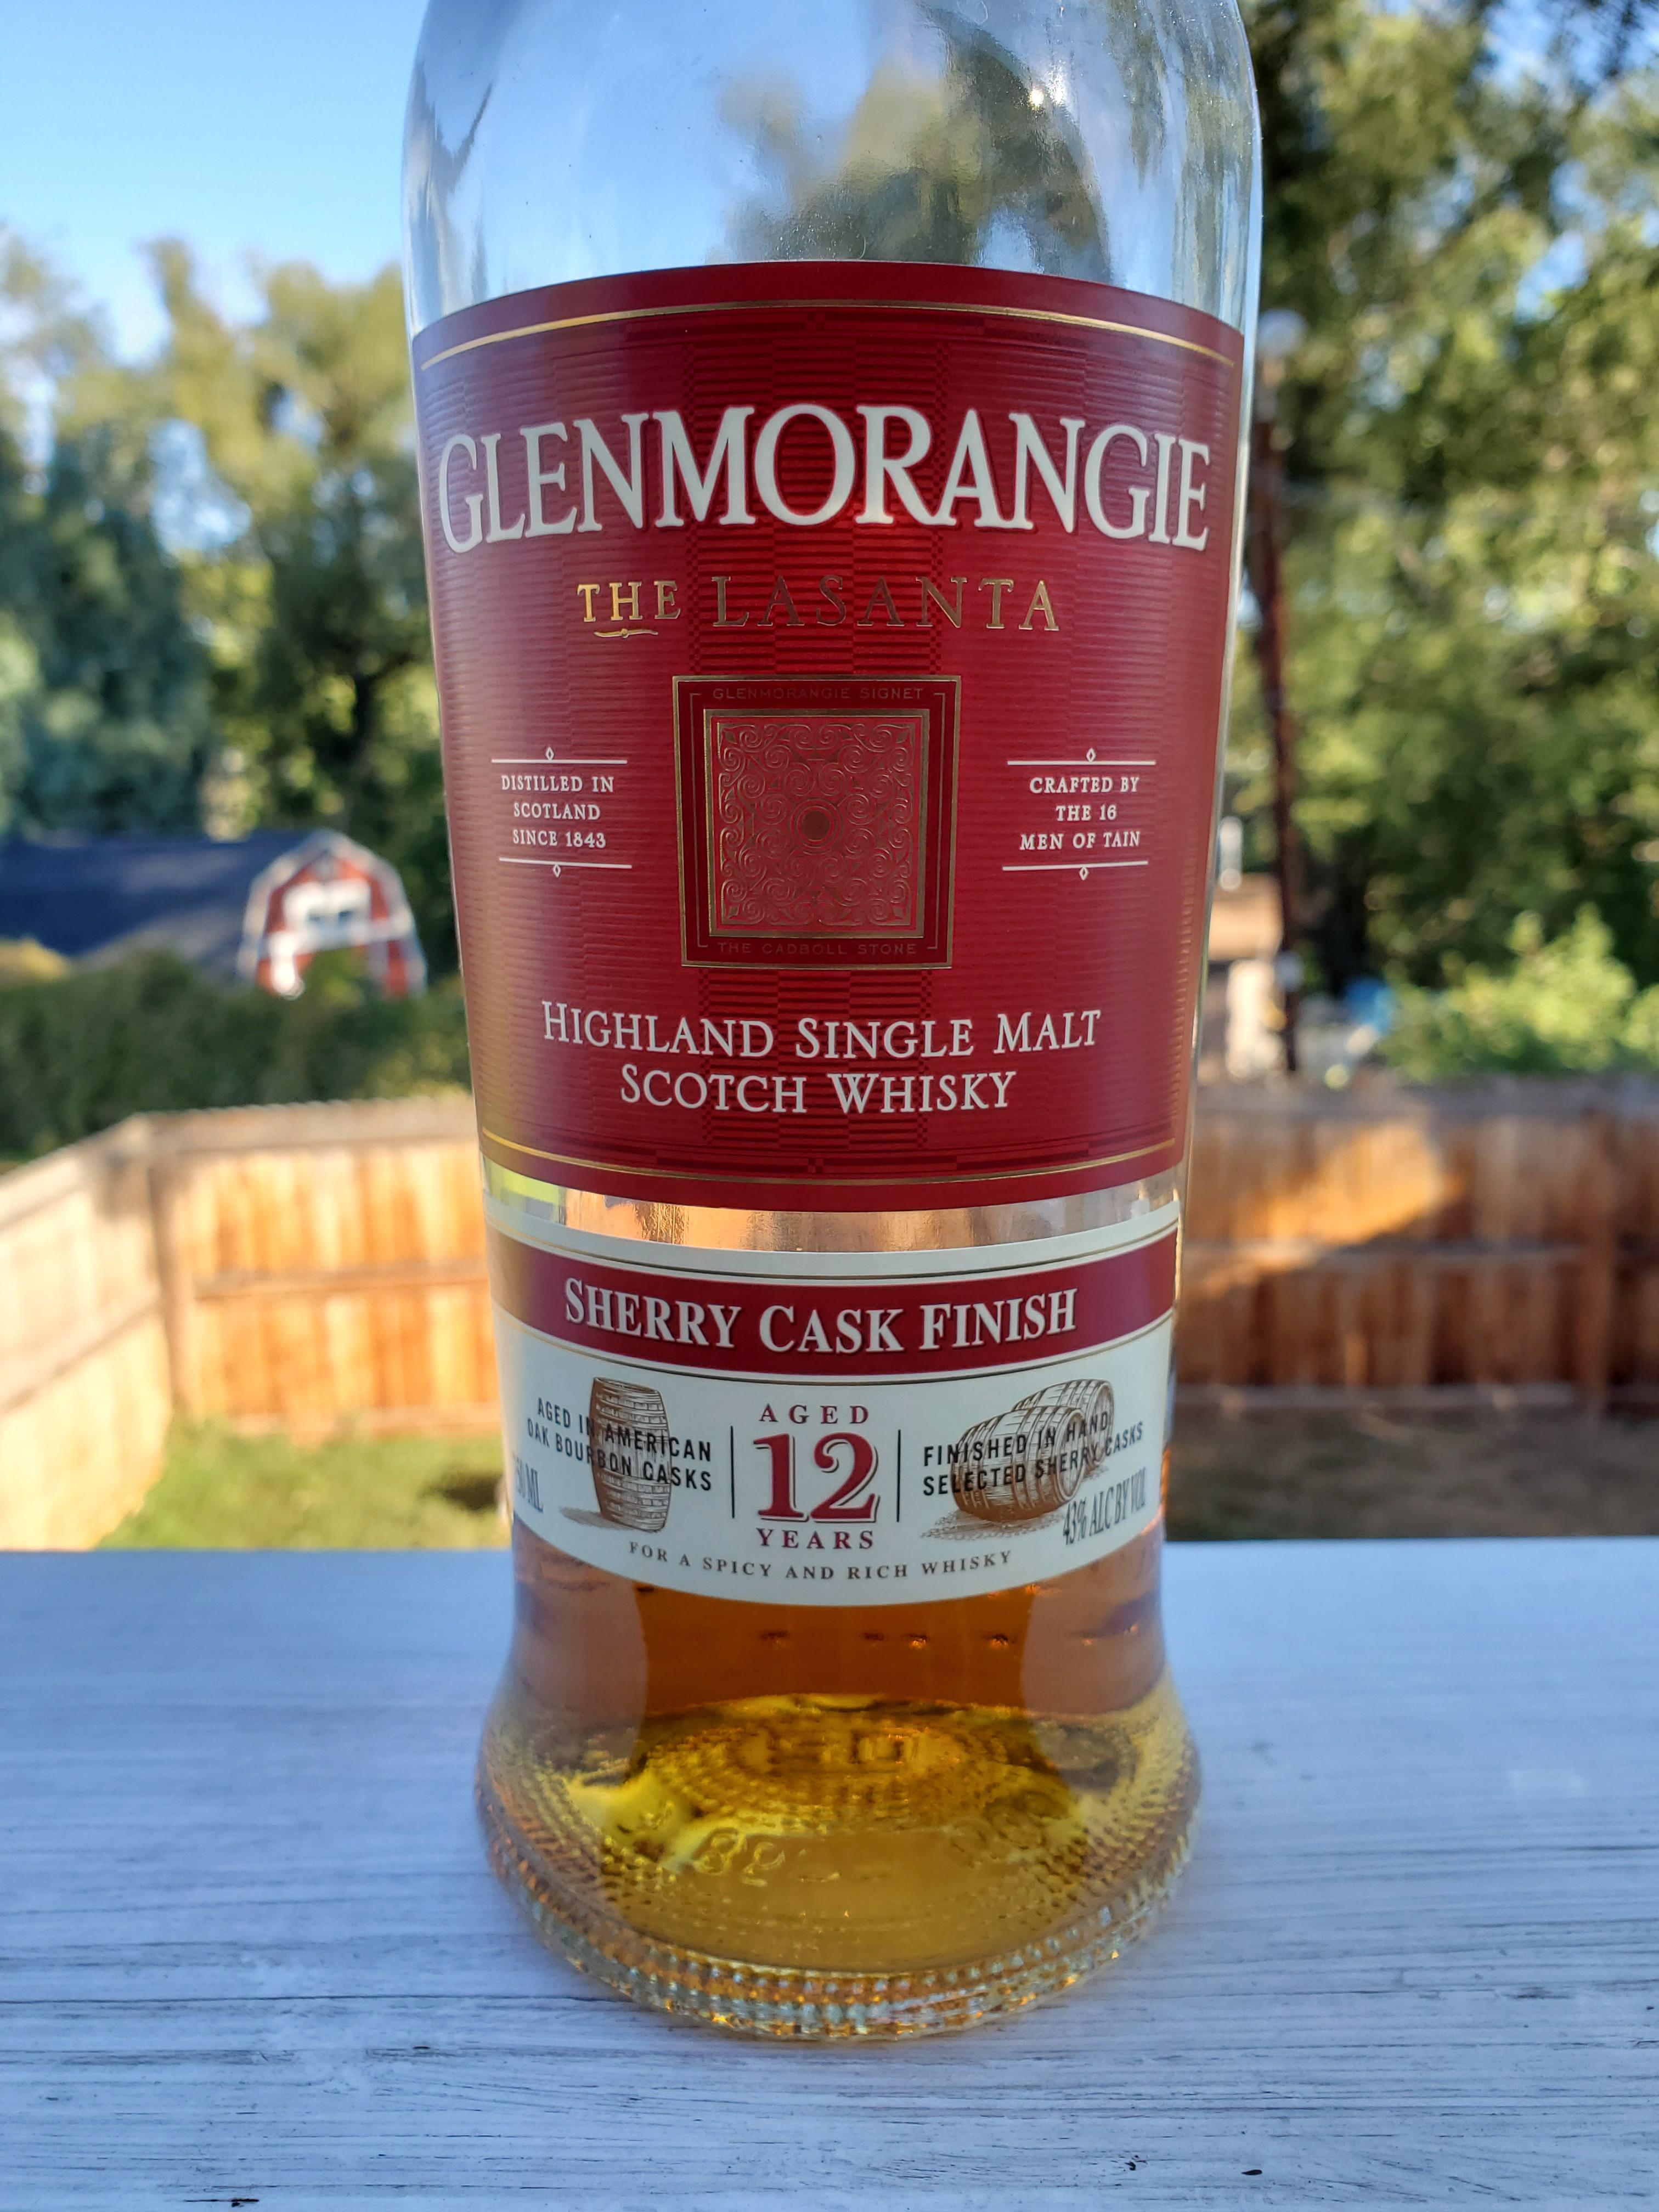 GLENMORANGIE
THE LASANTA
GLENMORANGIE SIGNET
DISTILLED IN
SCOTLAND
SINCE 1843
CRAFTED BY
THE 16
MEN OF TAIN
THE CADBOLL STONE
HIGHLAND SINGLE MALT
SCOTCH WHISKY
SHERRY CASK FINISH
AGED IN AMERICAN
OAK BOURBON CASKS
AGED
12
YEARS
FINISHED IN HAND
SELECTED SHERRY CASKS
ML
43% ALC BY VOL
FOR A SPICY AND RICH WHISKY